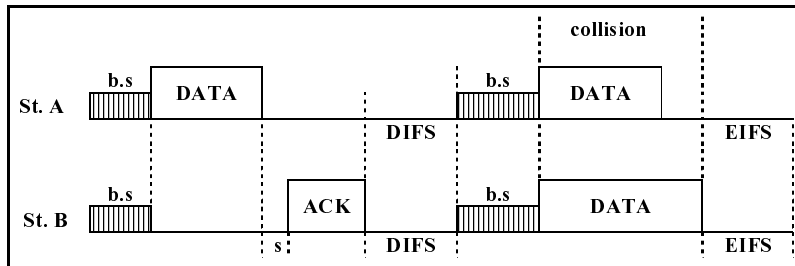 collision
b.s DATA b.s DATA
St. A
DIFS EIFS
b.s ACK b.s DATA
St. B
s DIFS EIFS